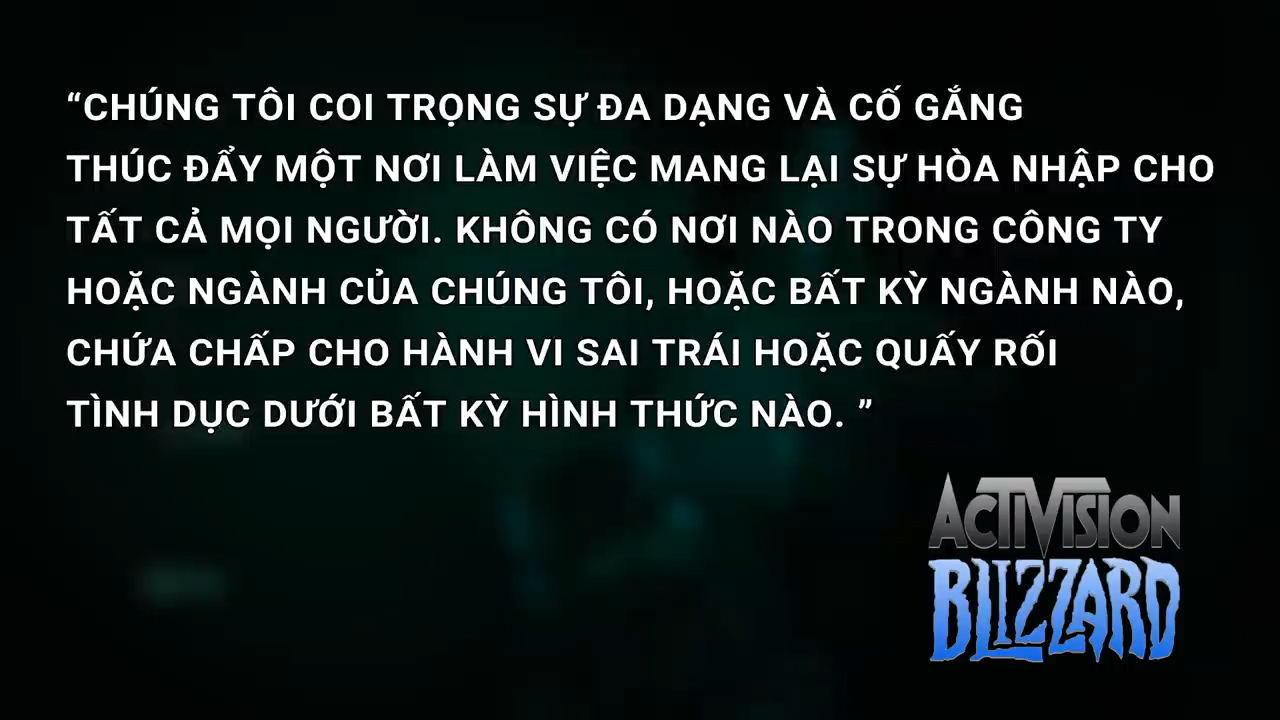 “CHÚNG TÔI COI TRỌNG SỰ ĐA DẠNG VÀ CỐ GẮNG
THÚC ĐẨY MỘT NƠI LÀM VIỆC MANG LẠI SỰ HÒA NHẬP CHO
TẤT CẢ MỌI NGƯỜI. KHÔNG CÓ NƠI NÀO TRONG CÔNG TY
HOẶC NGÀNH CỦA CHÚNG TÔI, HOẶC BẤT KỲ NGÀNH NÀO,
CHỨA CHẤP CHO HÀNH VI SAI TRÁI HOẶC QUẤY RỐI
TÌNH DỤC DƯỚI BẤT KỲ HÌNH THỨC NÀO. ”
ACTIVISION
BLIZZARD